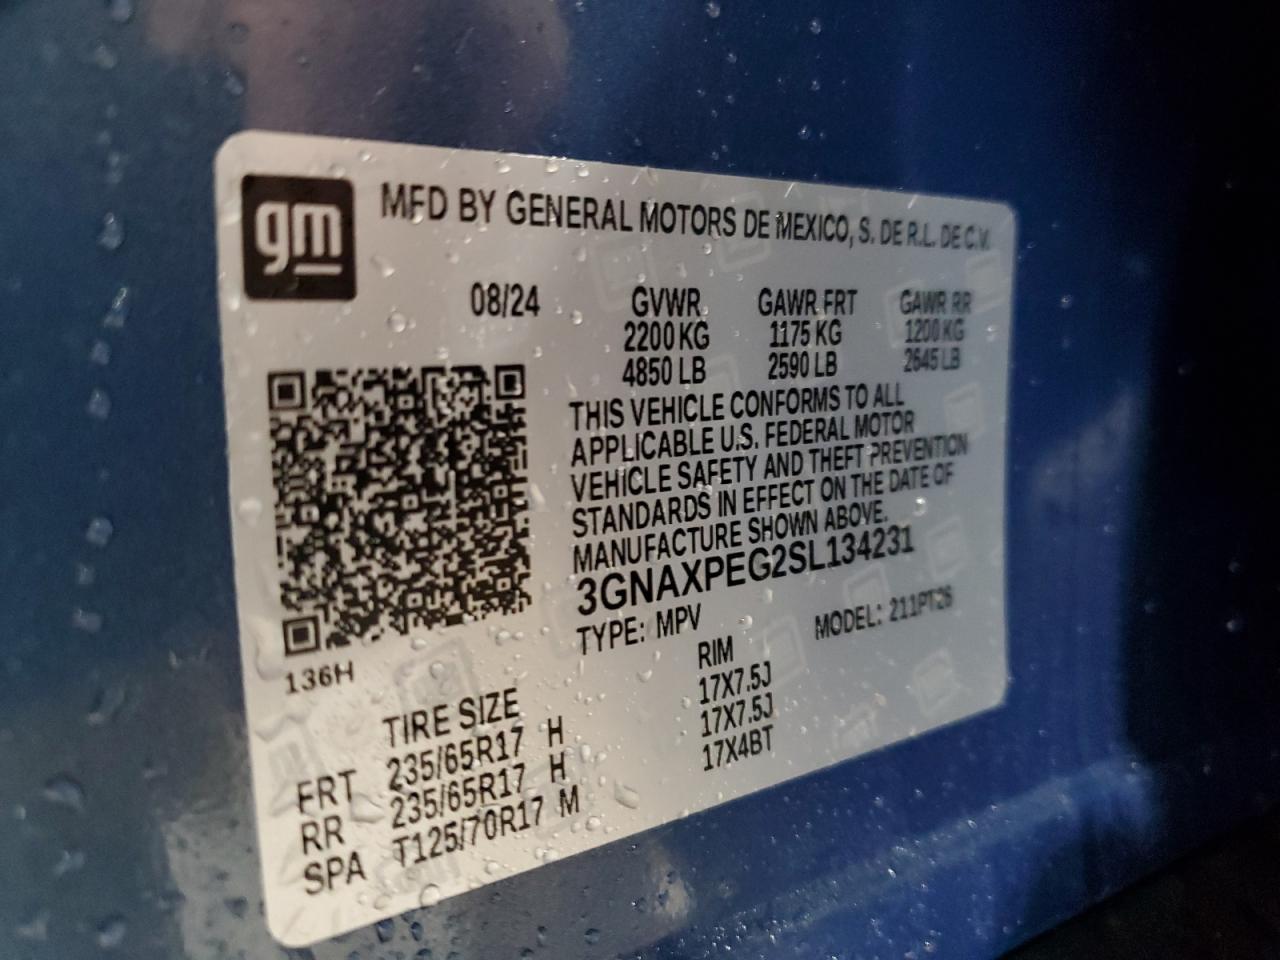 gm
MFD BY GENERAL MOTORS DE MEXICO, S. DE R.L. DE C.V.
08/24 GVWR GAWR FRT GAWR RR
2200 KG 1175 KG 1200 KG
4850 LB 2590 LB 2645 LB
THIS VEHICLE CONFORMS TO ALL
APPLICABLE U.S. FEDERAL MOTOR
VEHICLE SAFETY AND THEFT PREVENTION
STANDARDS IN EFFECT ON THE DATE OF
MANUFACTURE SHOWN ABOVE.
3GNAXPEG2SL134231
TYPE: MPV MODEL: 211PT26
136H
TIRE SIZE RIM
FRT 235/65R17 H 17X7.5J
RR 235/65R17 H 17X7.5J
SPA T125/70R17 M 17X4BT